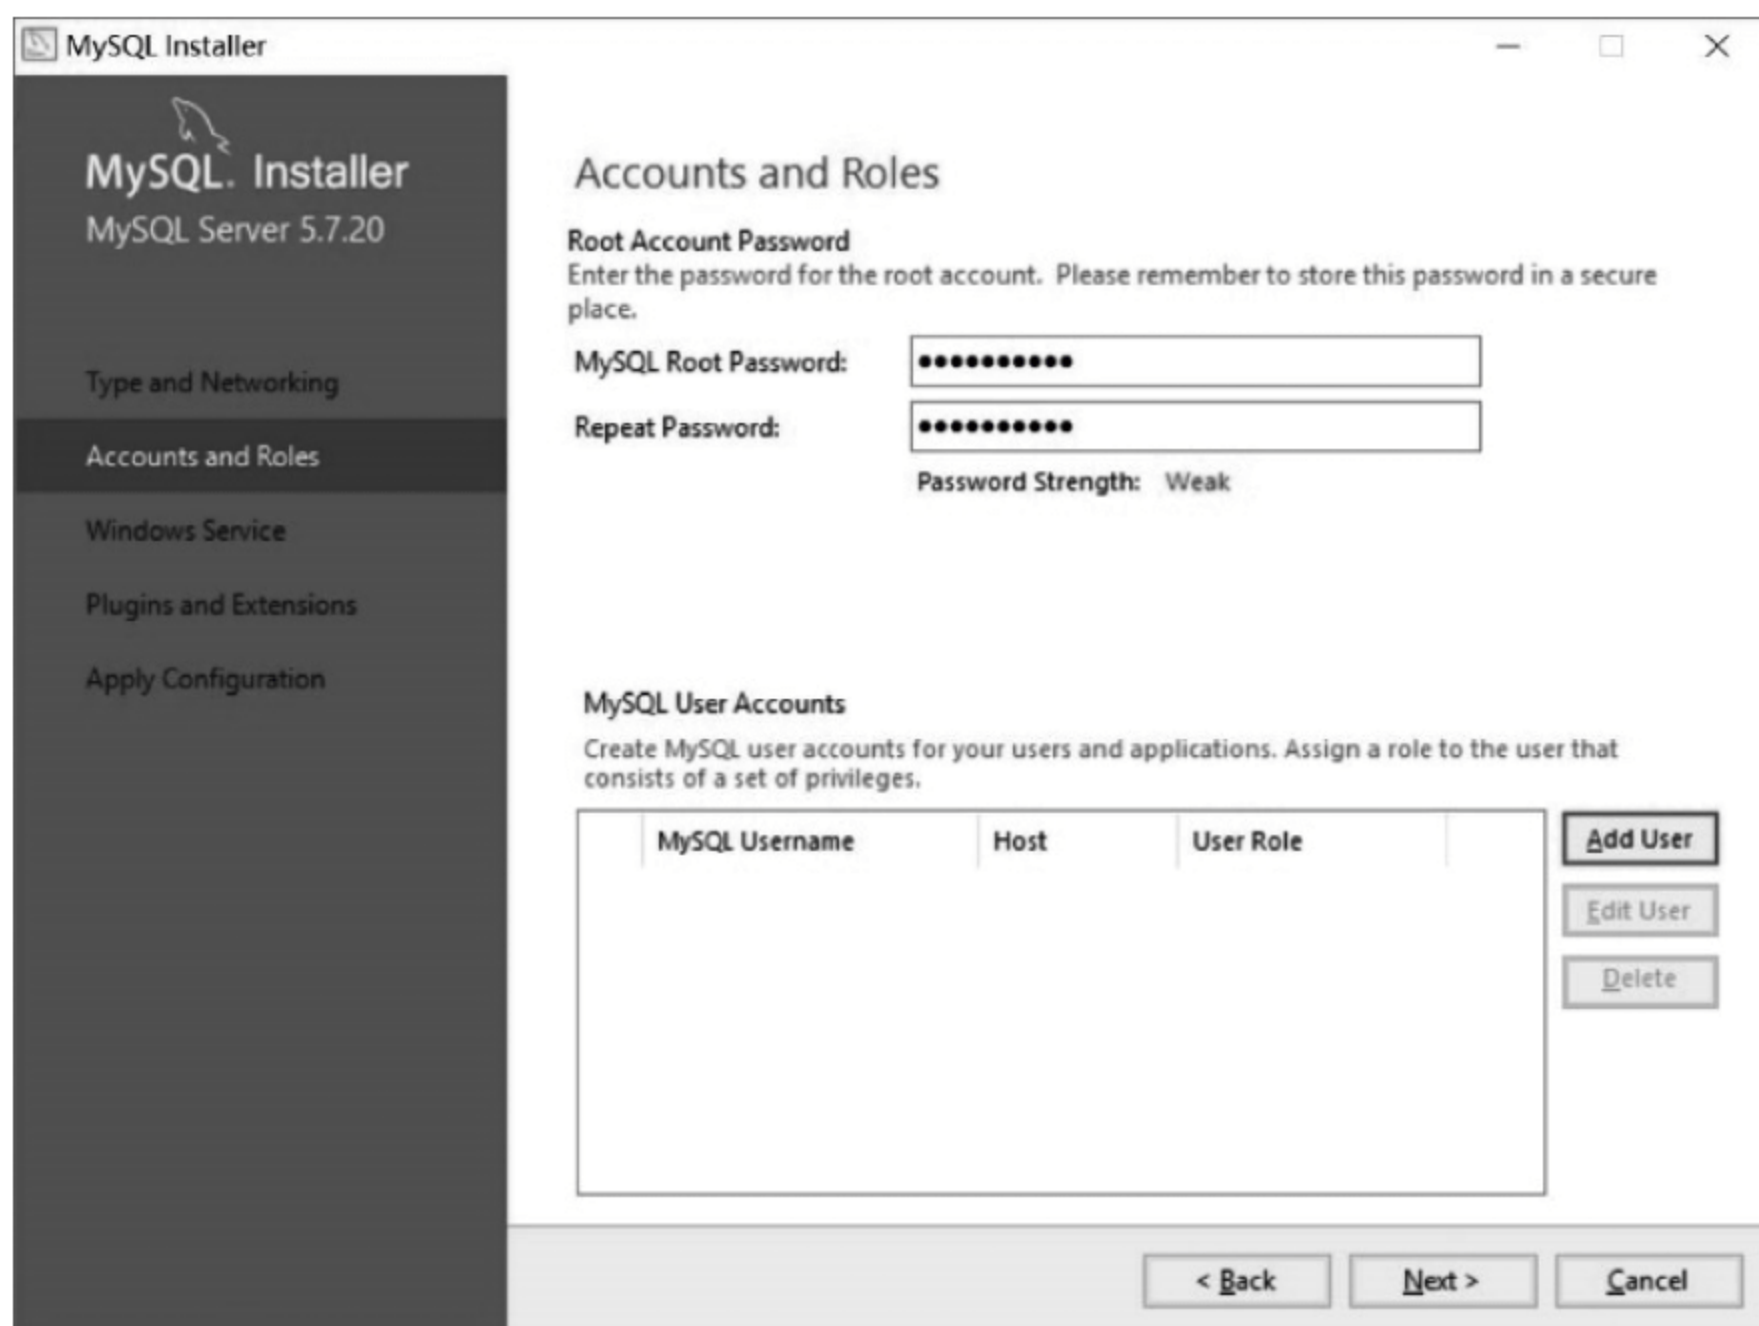 MySQL Installer
MySQL. Installer
MySQL Server 5.7.20
Type and Networking
Accounts and Roles
Windows Service
Plugins and Extensions
Apply Configuration
Accounts and Roles
Root Account Password
Enter the password for the root account. Please remember to store this password in a secure
place.
MySQL Root Password: ••••••••••
Repeat Password: ••••••••••
Password Strength: Weak
MySQL User Accounts
Create MySQL user accounts for your users and applications. Assign a role to the user that
consists of a set of privileges.
MySQL Username Host User Role
Add User
Edit User
Delete
< Back Next > Cancel